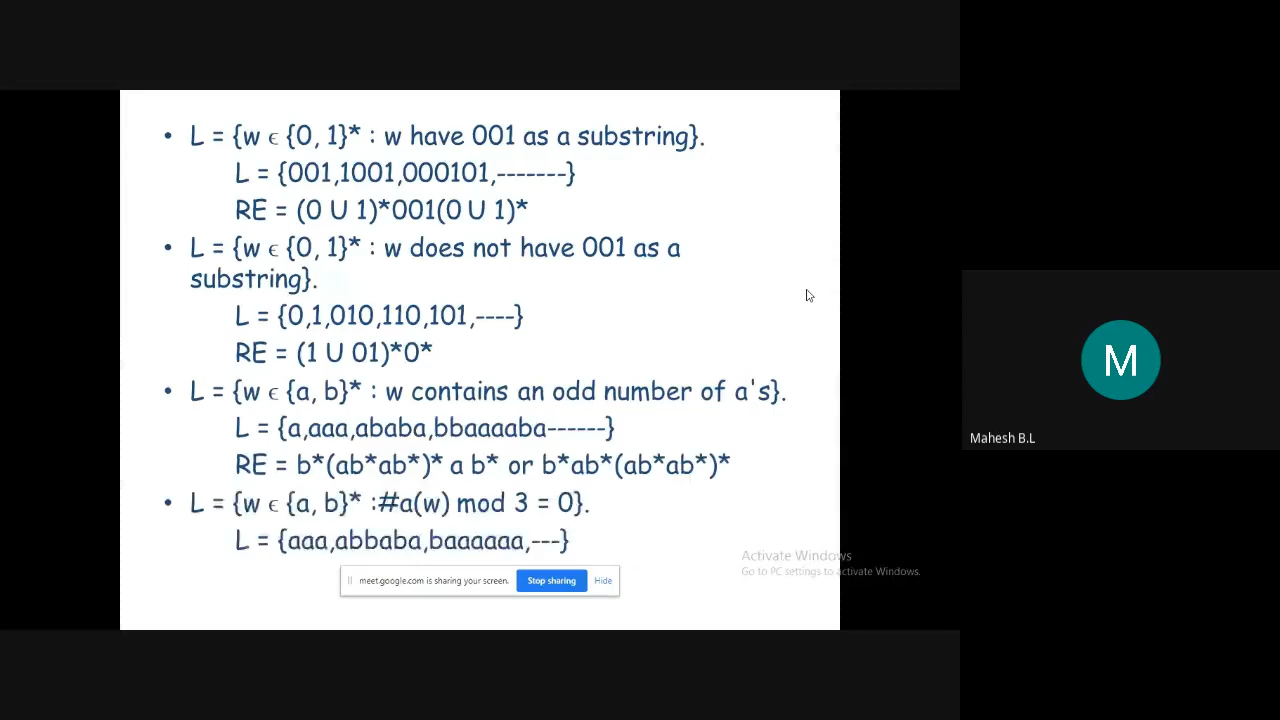 • L = {w ϵ {0, 1}* : w have 001 as a substring}.
L = {001,1001,000101,-------}
RE = (0 U 1)*001(0 U 1)*
• L = {w ϵ {0, 1}* : w does not have 001 as a
substring}.
L = {0,1,010,110,101,----}
RE = (1 U 01)*0*
• L = {w ϵ {a, b}* : w contains an odd number of a's}.
L = {a,aaa,ababa,bbaaaaba------}
RE = b*(ab*ab*)* a b* or b*ab*(ab*ab*)*
• L = {w ϵ {a, b}* :#a(w) mod 3 = 0}.
L = {aaa,abbaba,baaaaaa,---}
Activate Windows
Go to PC settings to activate Windows.
meet.google.com is sharing your screen. Stop sharing Hide
M
Mahesh B.L